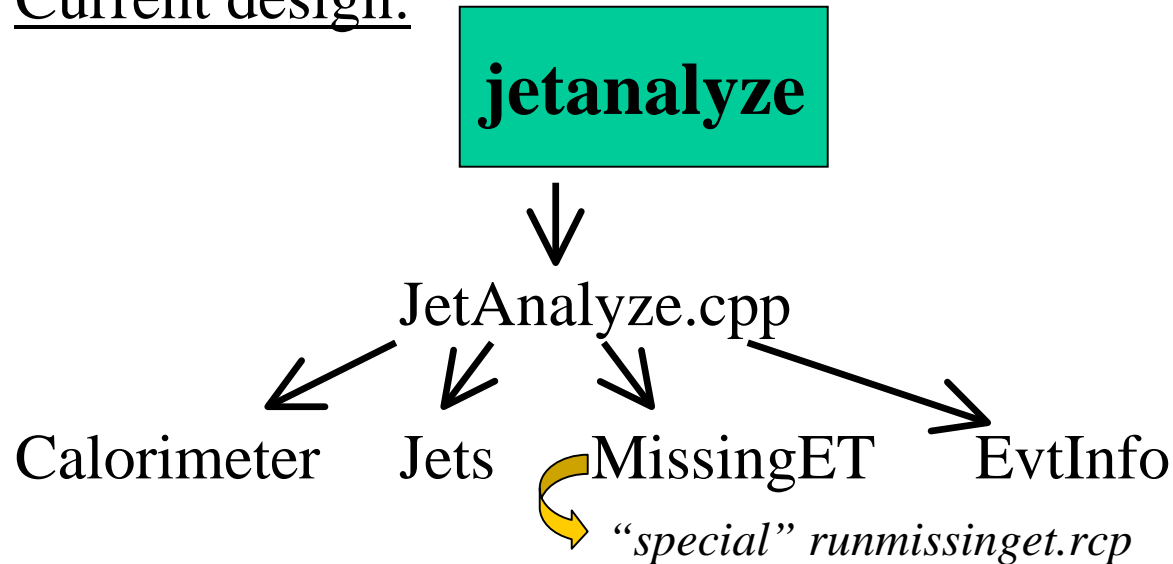 Current design:
jetanalyze
JetAnalyze.cpp
Calorimeter Jets MissingET EvtInfo
“special” runmissinget.rcp